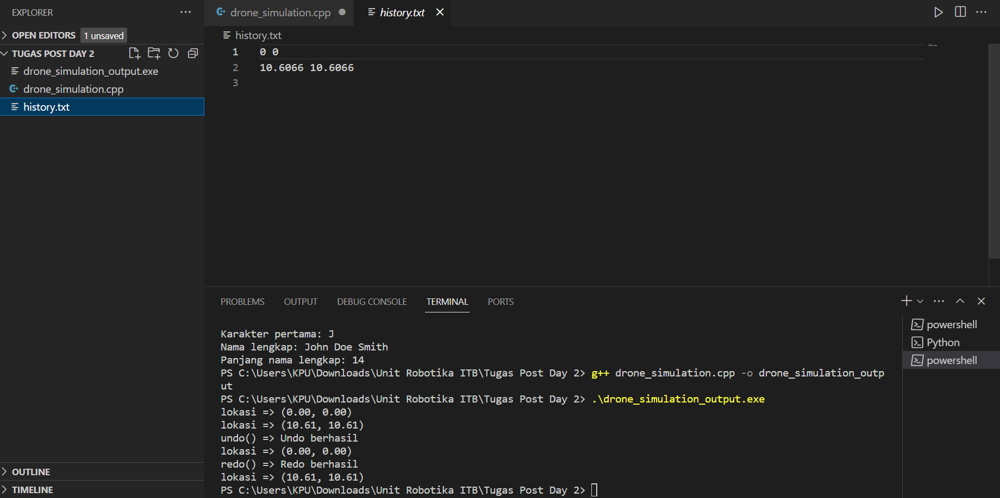 EXPLORER
OPEN EDITORS 1 unsaved
TUGAS POST DAY 2
drone_simulation_output.exe
drone_simulation.cpp
history.txt
OUTLINE
TIMELINE
drone_simulation.cpp history.txt
history.txt
1 0 0
2 10.6066 10.6066
3
PROBLEMS OUTPUT DEBUG CONSOLE TERMINAL PORTS
Karakter pertama: J
Nama lengkap: John Doe Smith
Panjang nama lengkap: 14
PS C:\Users\KPU\Downloads\Unit Robotika ITB\Tugas Post Day 2> g++ drone_simulation.cpp -o drone_simulation_outp
ut
PS C:\Users\KPU\Downloads\Unit Robotika ITB\Tugas Post Day 2> .\drone_simulation_output.exe
lokasi => (0.00, 0.00)
lokasi => (10.61, 10.61)
undo() => Undo berhasil
lokasi => (0.00, 0.00)
redo() => Redo berhasil
lokasi => (10.61, 10.61)
PS C:\Users\KPU\Downloads\Unit Robotika ITB\Tugas Post Day 2>
powershell
Python
powershell